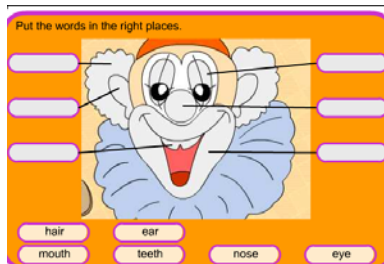 Put the words in the right places.
hair ear
mouth teeth nose eye